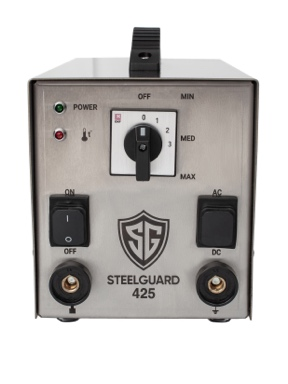 OFF MIN
POWER
0 1
2
MED
3
MAX
ON AC
I
O
SG
OFF DC
STEELGUARD
425